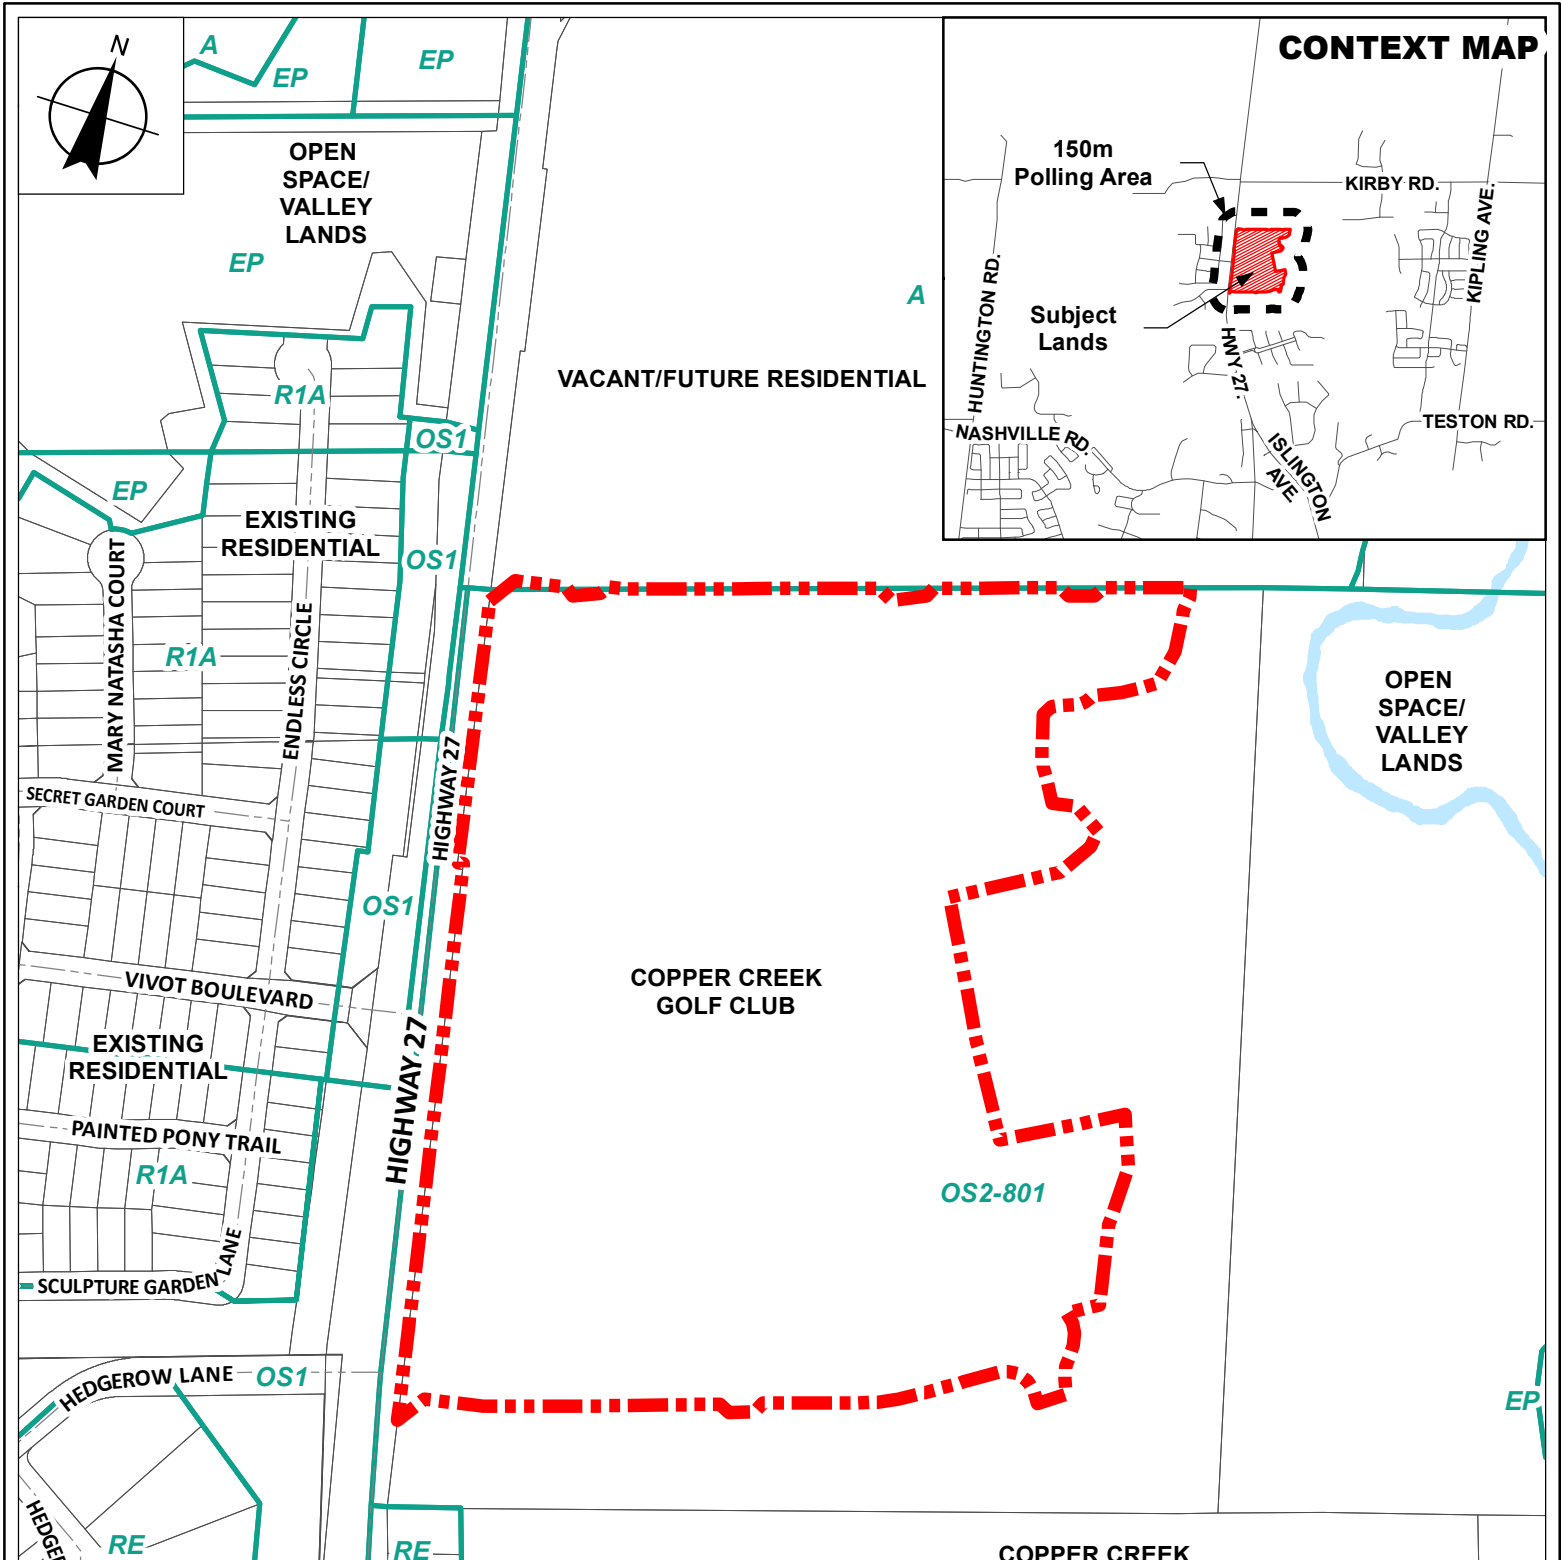 N
A
EP
EP
OPEN
SPACE/
VALLEY
LANDS
EP
CONTEXT MAP
150m
Polling Area
KIRBY RD.
KIPLING AVE.
HUNTINGTON RD.
Subject
Lands
HWY 27.
TESTON RD.
NASHVILLE RD.
ISLINGTON
AVE
A
VACANT/FUTURE RESIDENTIAL
R1A
OS1
EP
EXISTING
RESIDENTIAL
OS1
MARY NATASHA COURT
ENDLESS CIRCLE
R1A
OPEN
SPACE/
VALLEY
LANDS
HIGHWAY 27
SECRET GARDEN COURT
OS1
COPPER CREEK
GOLF CLUB
VIVOT BOULEVARD
EXISTING
RESIDENTIAL
HIGHWAY 27
PAINTED PONY TRAIL
R1A
OS2-801
SCULPTURE GARDEN LANE
HEDGEROW LANE
OS1
EP
HEDGER
RE
RE
COPPER CREEK